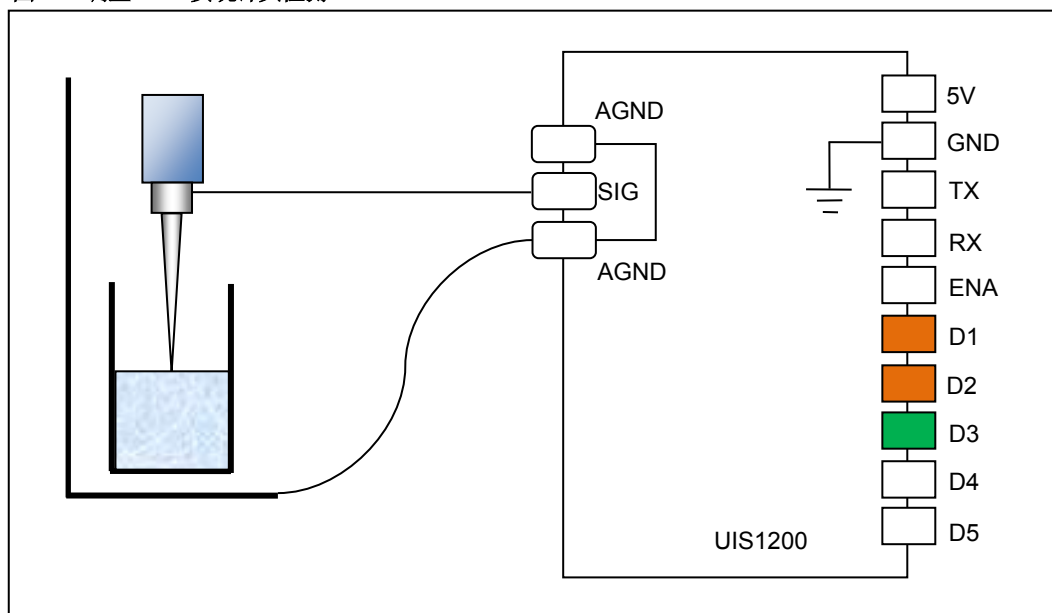 AGND
SIG
AGND
5V
GND
TX
RX
ENA
D1
D2
D3
D4
D5
UIS1200